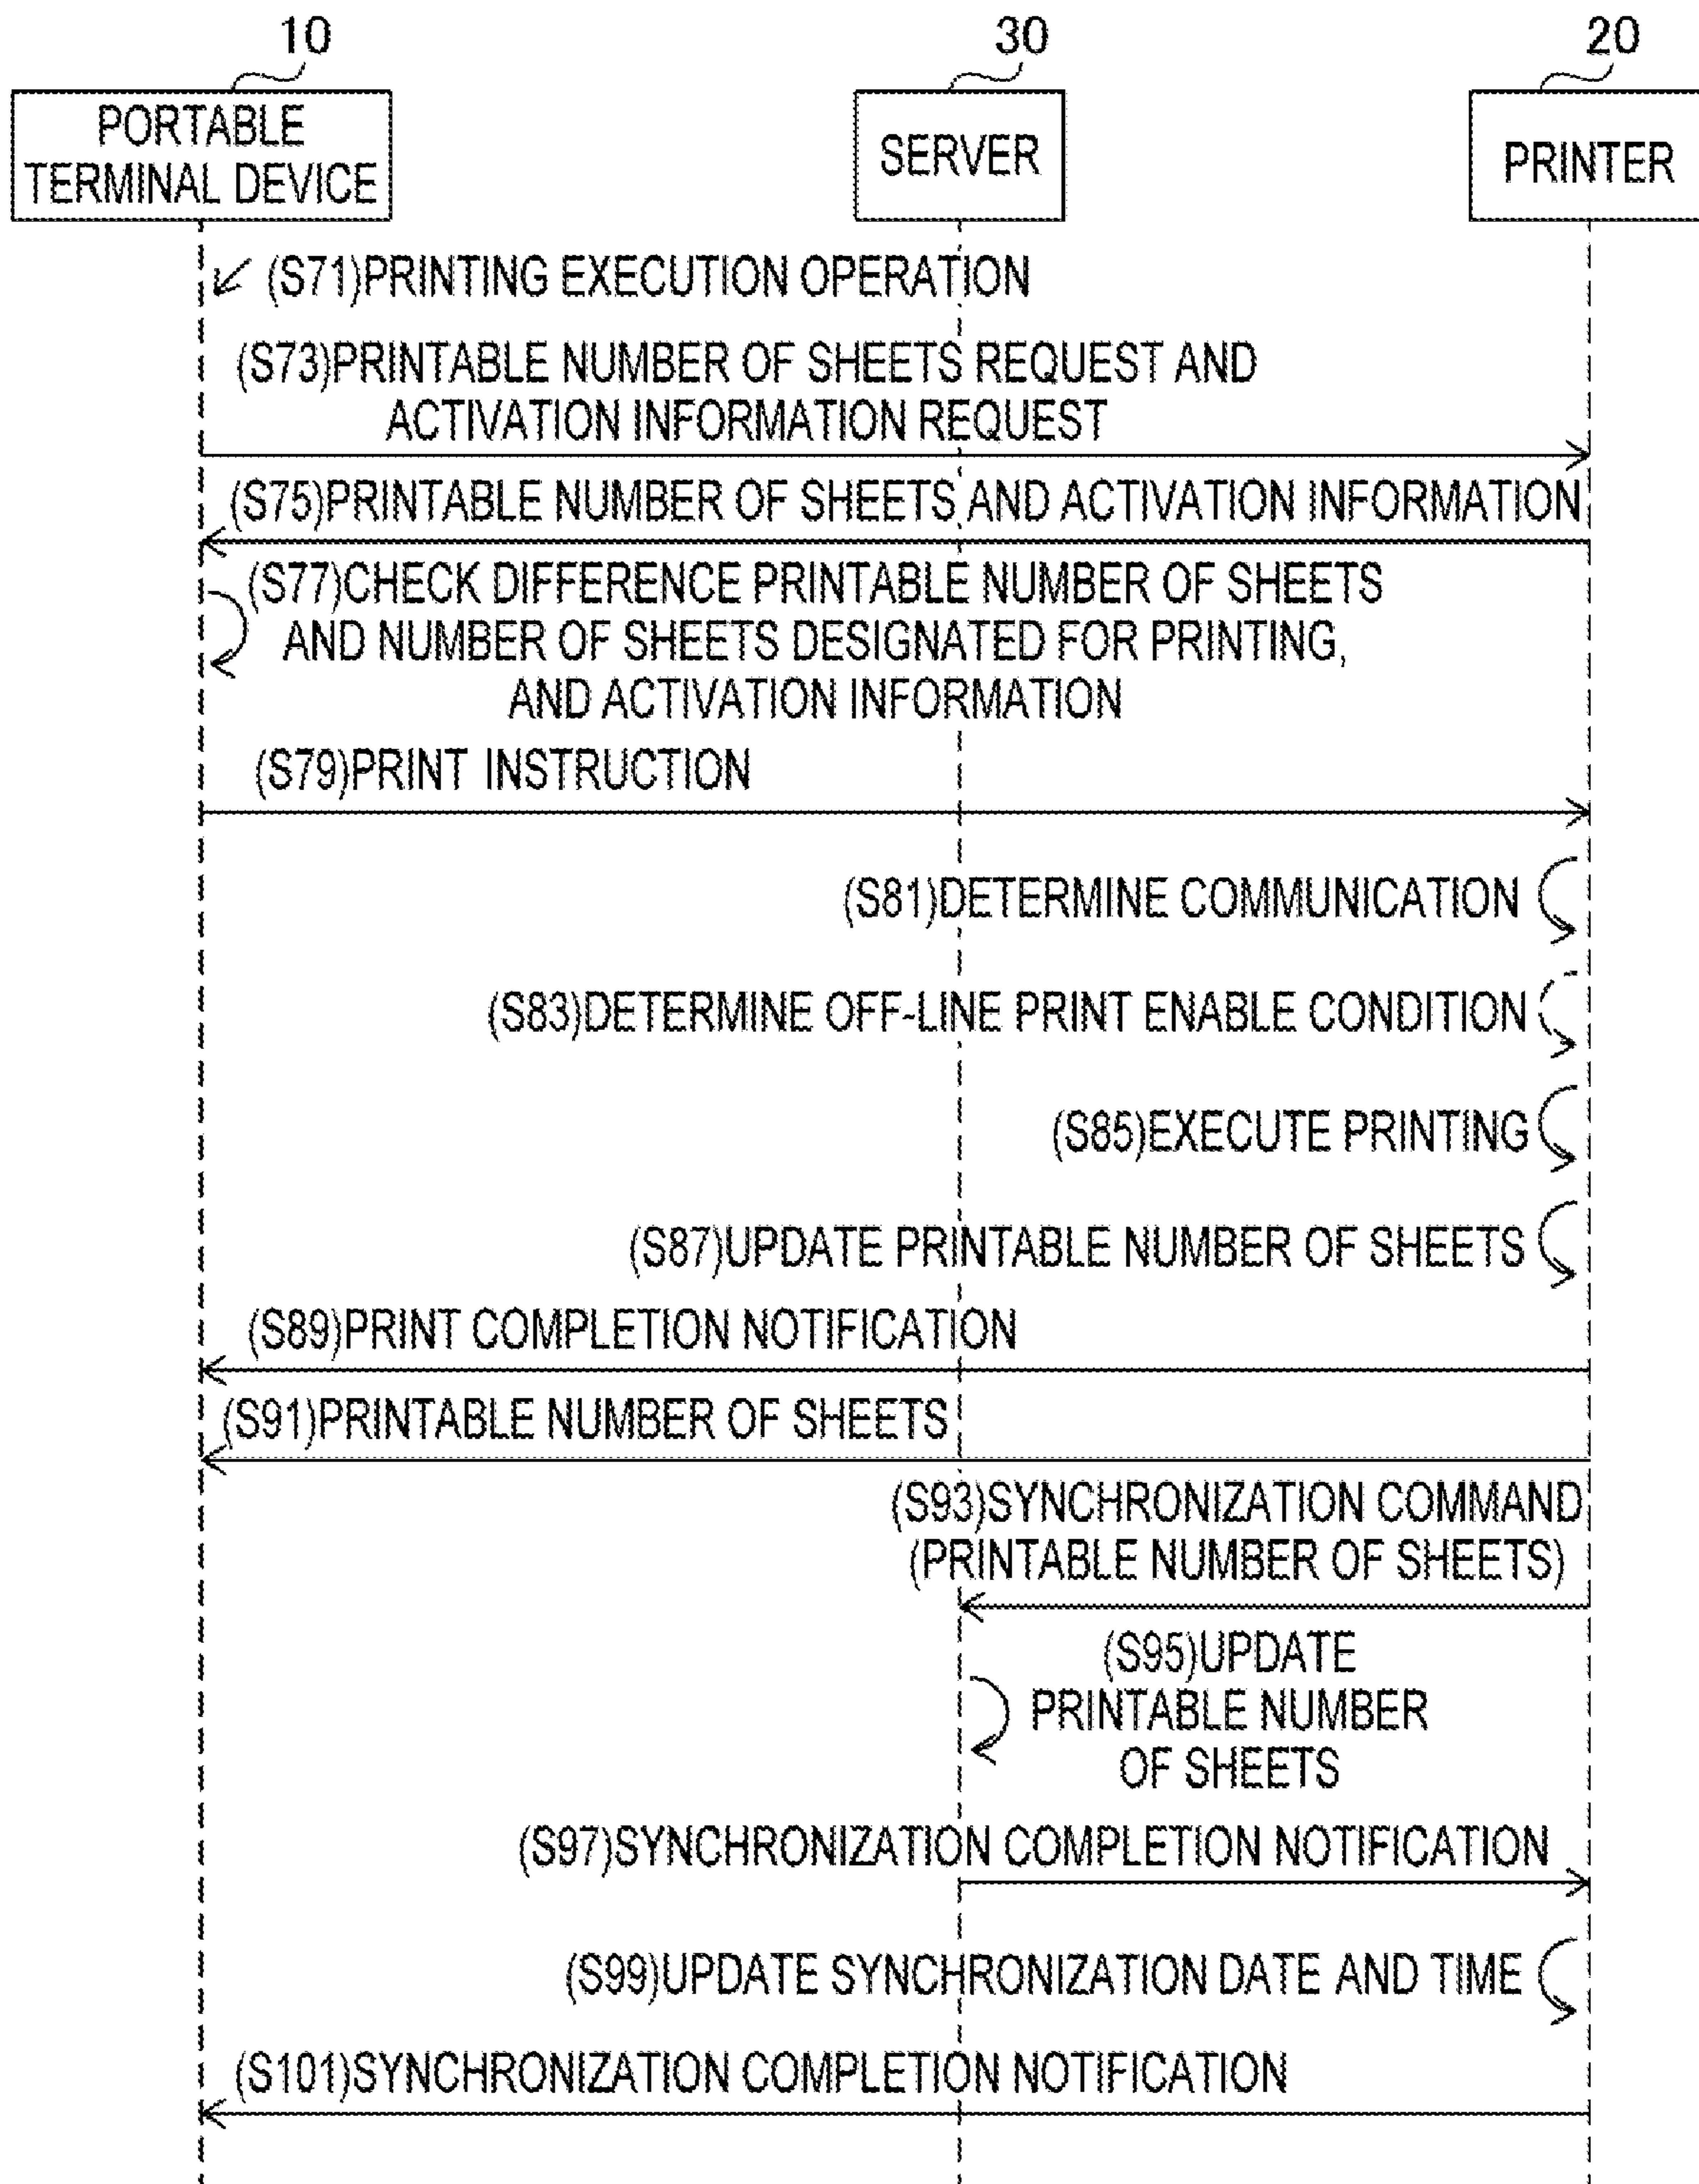 10
30
20
PORTABLE
TERMINAL DEVICE
SERVER
PRINTER
(S71)PRINTING EXECUTION OPERATION
(S73)PRINTABLE NUMBER OF SHEETS REQUEST AND
ACTIVATION INFORMATION REQUEST
(S75)PRINTABLE NUMBER OF SHEETS AND ACTIVATION INFORMATION
(S77)CHECK DIFFERENCE PRINTABLE NUMBER OF SHEETS
AND NUMBER OF SHEETS DESIGNATED FOR PRINTING,
AND ACTIVATION INFORMATION
(S79)PRINT INSTRUCTION
(S81)DETERMINE COMMUNICATION
(S83)DETERMINE OFF-LINE PRINT ENABLE CONDITION
(S85)EXECUTE PRINTING
(S87)UPDATE PRINTABLE NUMBER OF SHEETS
(S89)PRINT COMPLETION NOTIFICATION
(S91)PRINTABLE NUMBER OF SHEETS
(S93)SYNCHRONIZATION COMMAND
(PRINTABLE NUMBER OF SHEETS)
(S95)UPDATE
PRINTABLE NUMBER
OF SHEETS
(S97)SYNCHRONIZATION COMPLETION NOTIFICATION
(S99)UPDATE SYNCHRONIZATION DATE AND TIME
(S101)SYNCHRONIZATION COMPLETION NOTIFICATION